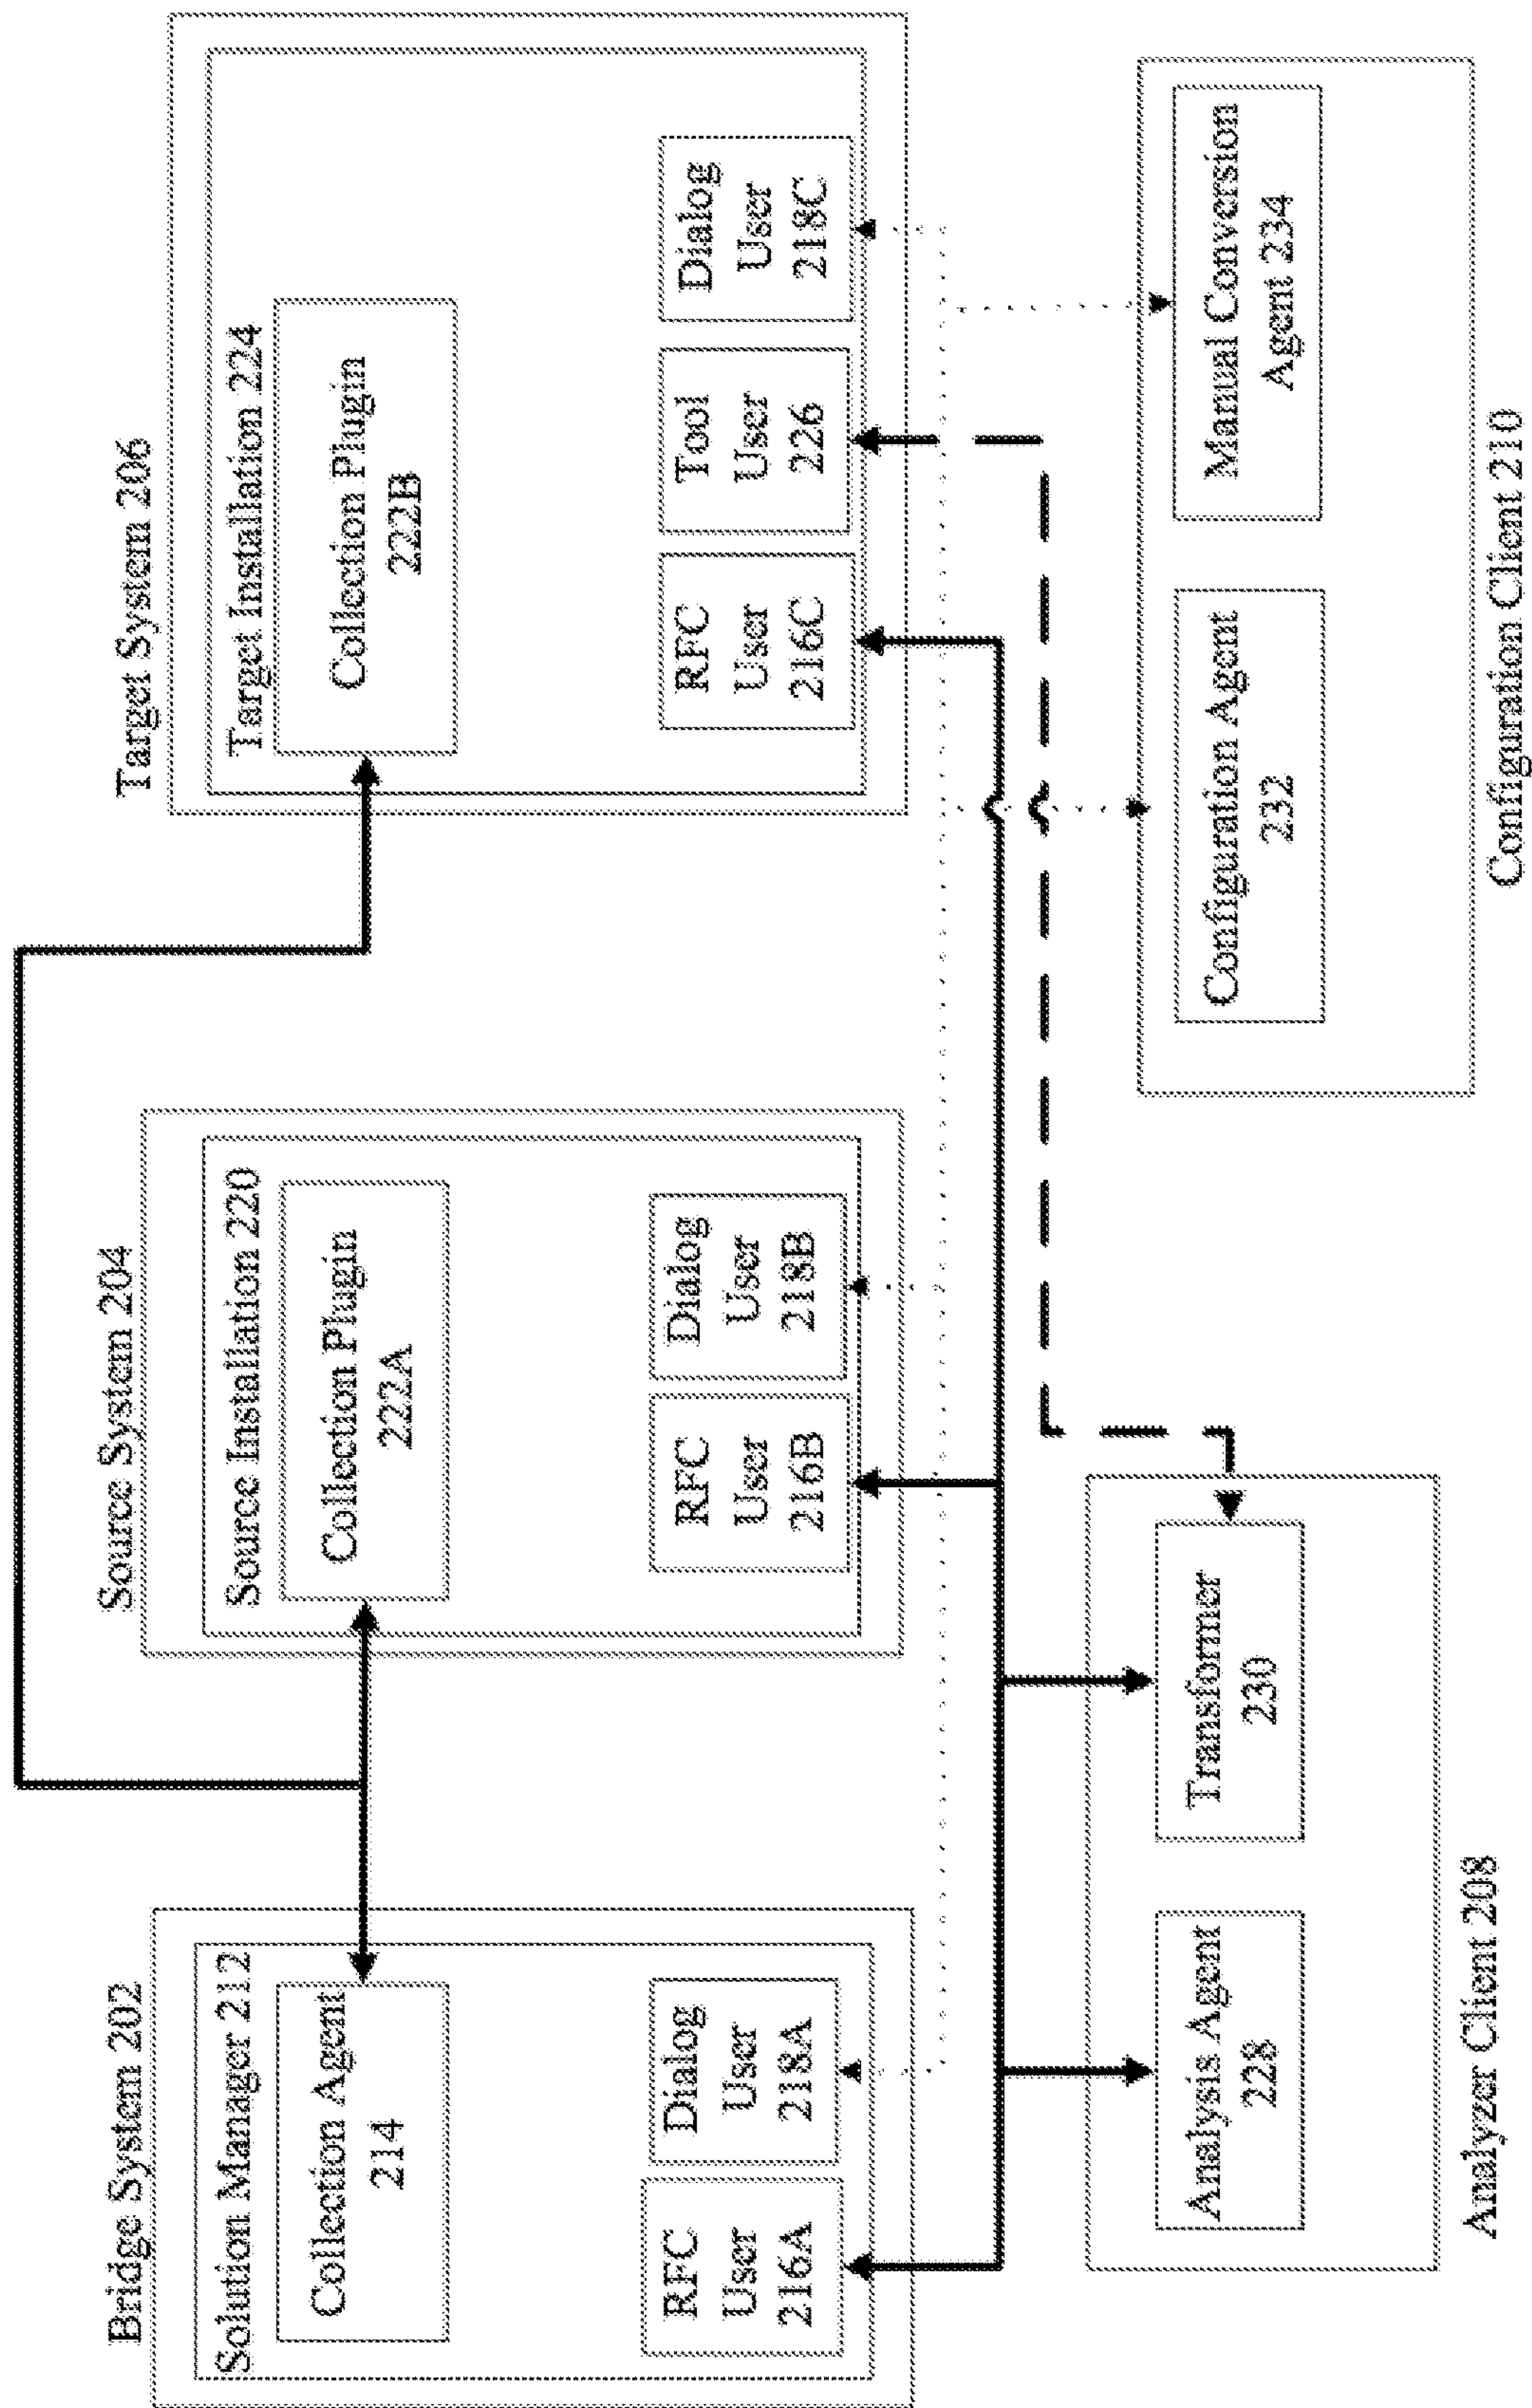 Bridge System 202
Solution Manager 212
Collection Agent
214
RFC
User
216A
Dialog
User
218A
Source System 204
Source Installation 220
Collection Plugin
222A
RFC
User
216B
Dialog
User
218B
Target System 206
Target Installation 224
Collection Plugin
222B
RFC
User
216C
Tool
User
226
Dialog
User
218C
Analysis Agent
228
Transformer
230
Analyzer Client 208
Configuration Agent
232
Manual Conversion
Agent 234
Configuration Client 210